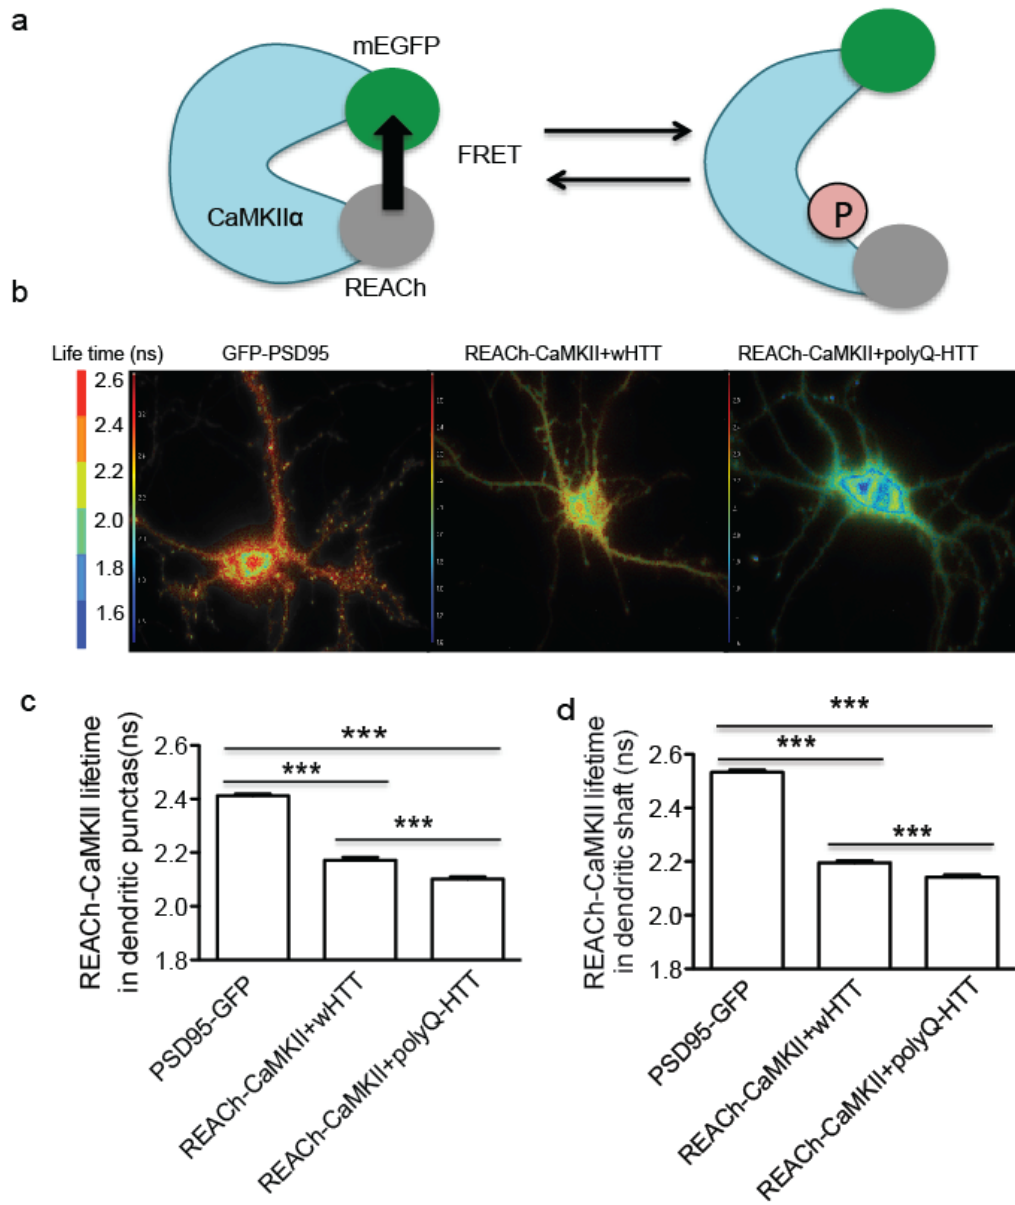 a
mEGFP
FRET
CaMKIIα
REACh
P
b
Life time (ns)
GFP-PSD95
REACh-CaMKII+wHTT
REACh-CaMKII+polyQ-HTT
2.6
2.4
2.2
2.0
1.8
1.6
c
REACh-CaMKII lifetime
in dendritic punctas(ns)
2.6
2.4
2.2
2.0
1.8
***
***
***
PSD95-GFP
REACh-CaMKII+wHTT
REACh-CaMKII+polyQ-HTT
d
REACh-CaMKII lifetime
in dendritic shaft (ns)
2.6
2.4
2.2
2.0
1.8
***
***
***
PSD95-GFP
REACh-CaMKII+wHTT
REACh-CaMKII+polyQ-HTT